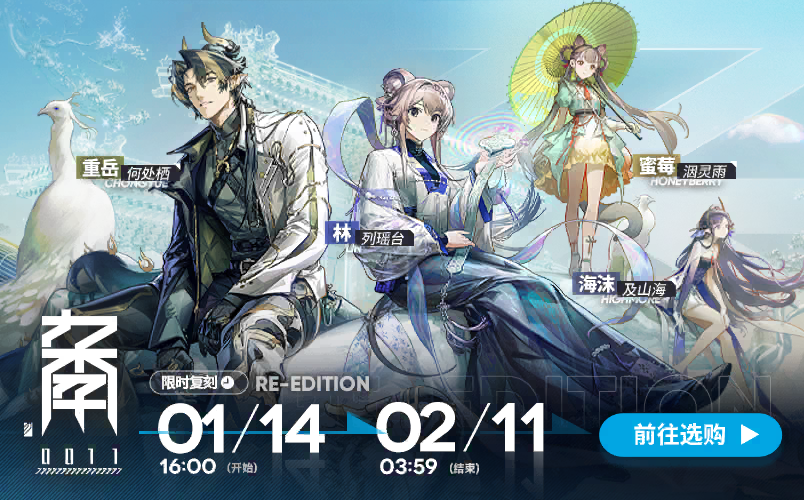 重岳 何处栖
CHONGYUE
林 列瑶台
LIN
蜜莓 洇灵雨
HONEYBERRY
海沫 及山海
HIGHMORE
0011
限时复刻 RE-EDITION
EDITION
01/14 02/11
16:00 (开始) 03:59 (结束)
前往选购